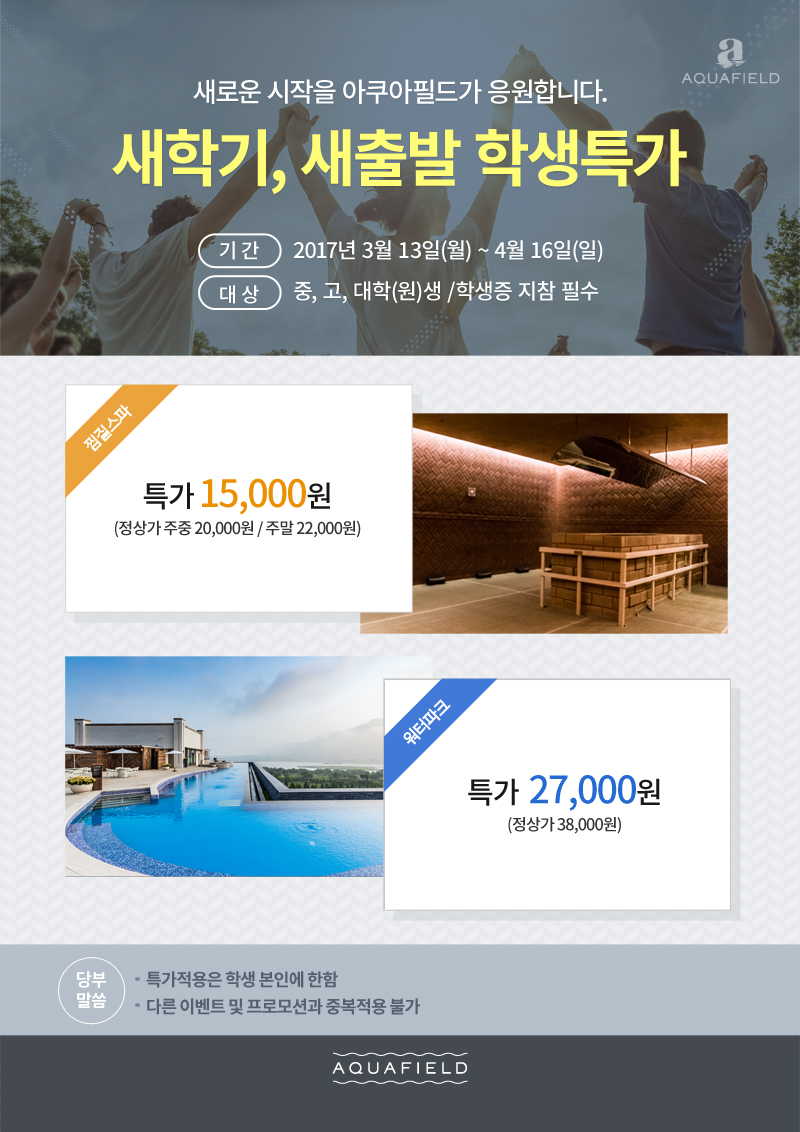 a
AQUAFIELD
새로운 시작을 아쿠아필드가 응원합니다.
새학기, 새출발 학생특가
기 간 2017년 3월 13일(월) ~ 4월 16일(일)
대 상 중, 고, 대학(원)생 /학생증 지참 필수
찜질스파
특가 15,000원
(정상가 주중 20,000원 / 주말 22,000원)
워터파크
특가 27,000원
(정상가 38,000원)
당부
말씀
- 특가적용은 학생 본인에 한함
- 다른 이벤트 및 프로모션과 중복적용 불가
AQUAFIELD